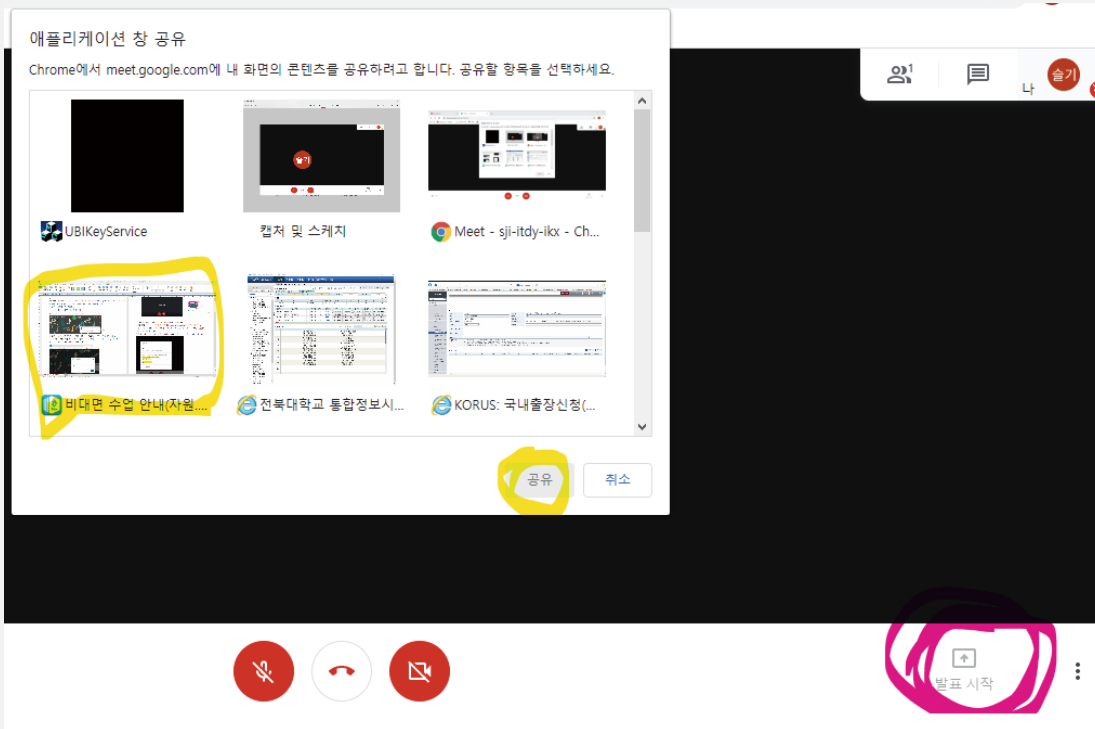 애플리케이션 창 공유
Chrome에서 meet.google.com에 내 화면의 콘텐츠를 공유하려고 합니다. 공유할 항목을 선택하세요.
1
나
슬기
UBIKeyService
캡처 및 스케치
Meet - sji-itdy-ikx - Ch...
비대면 수업 안내(자원....
전북대학교 통합정보시...
KORUS: 국내출장신청(...
공유
취소
발표 시작